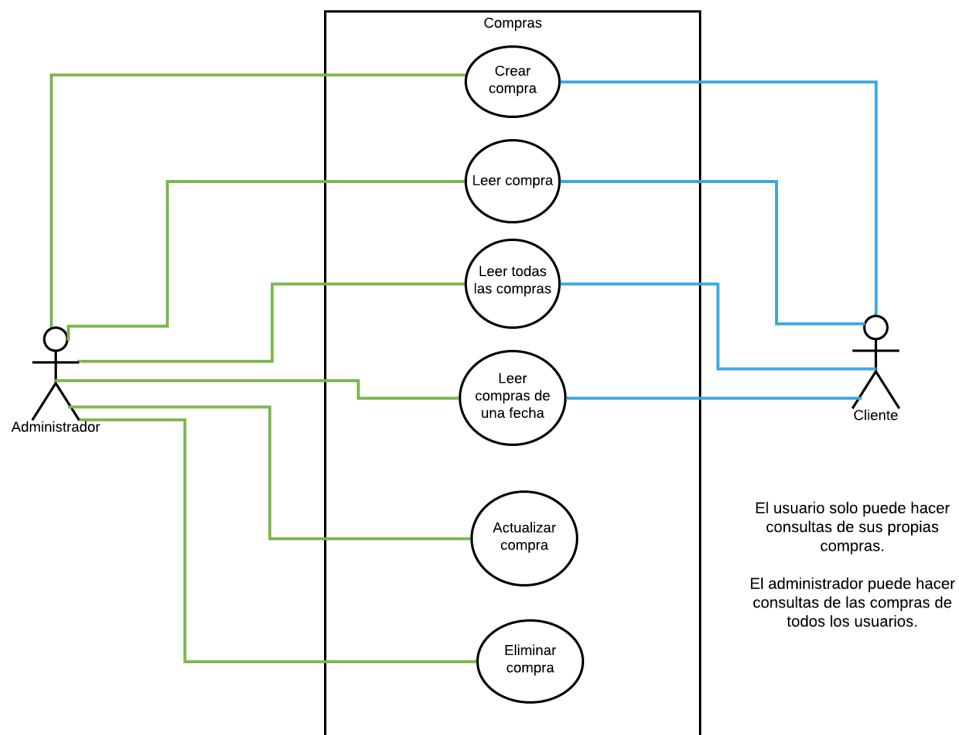 Compras
Crear
compra
Leer compra
Leer todas
las compras
Leer
compras de
una fecha
Administrador
Cliente
Actualizar
compra
El usuario solo puede hacer
consultas de sus propias
compras.
El administrador puede hacer
consultas de las compras de
todos los usuarios.
Eliminar
compra